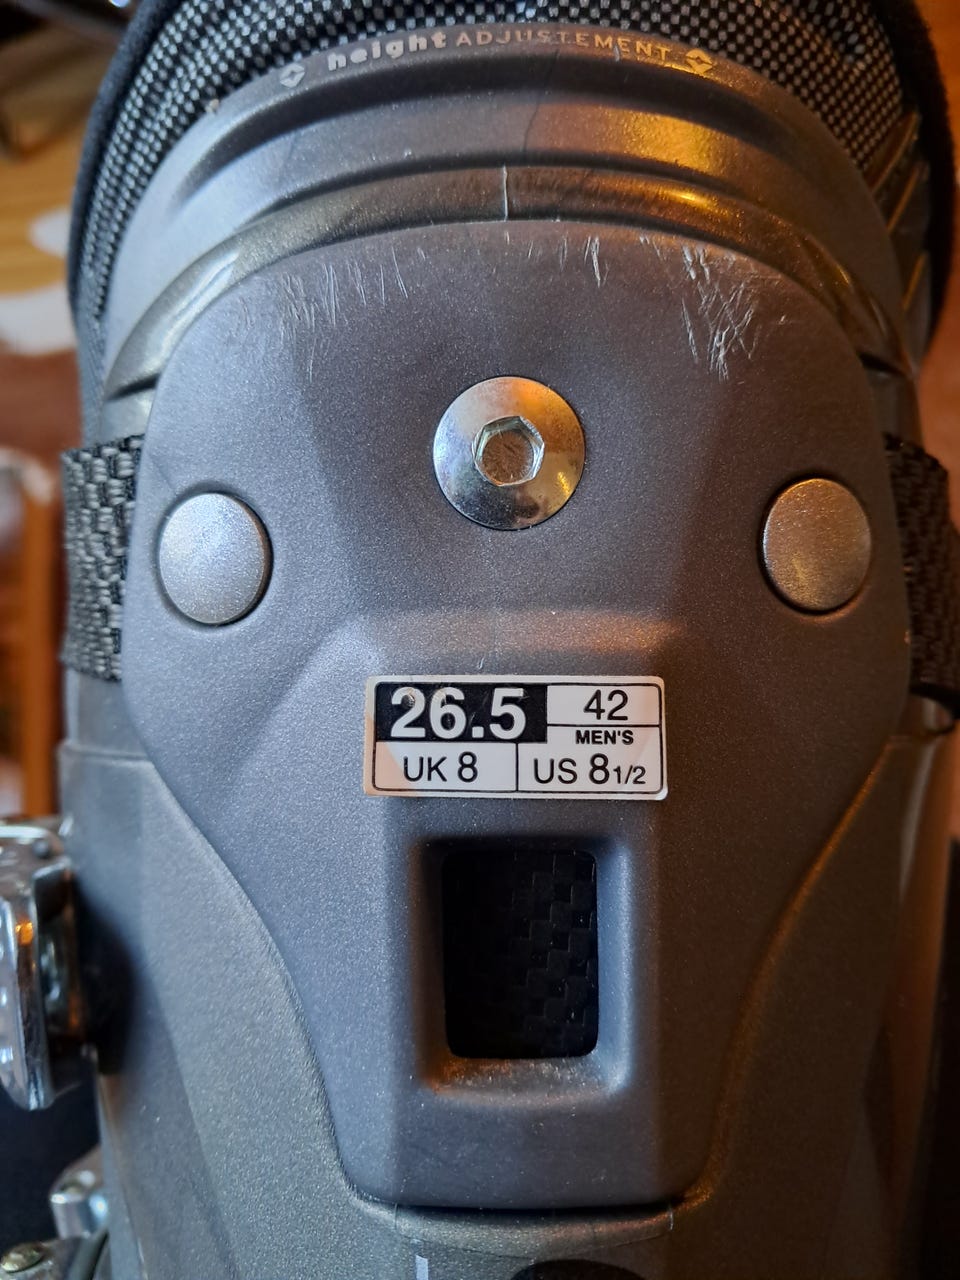 height ADJUSTEMENT
26.5 42
MEN'S
UK 8 US 8 1/2